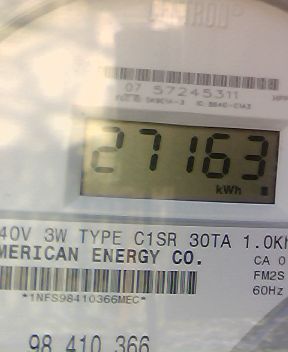 07 57245311
27163
kWh
40V 3W TYPE C1SR 30TA 1.0Kh
MERICAN ENERGY CO.
CA 0
FM2S
*1NFS98410366MEC*
60Hz
98 410 366